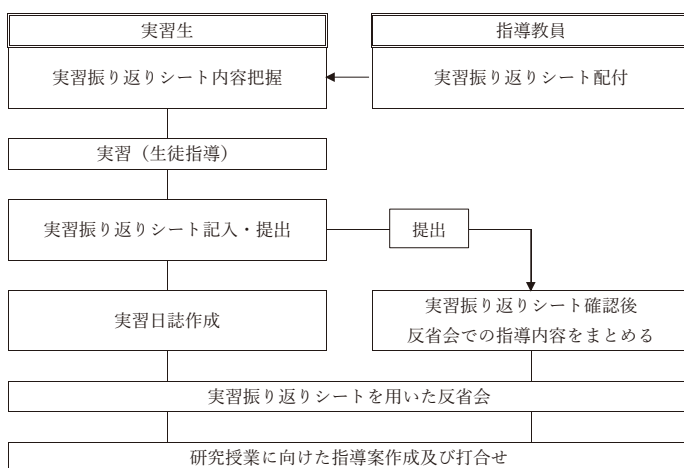 実習生
指導教員
実習振り返りシート内容把握
実習振り返りシート配付
実習（生徒指導）
実習振り返りシート記入・提出
提出
実習日誌作成
実習振り返りシート確認後
反省会での指導内容をまとめる
実習振り返りシートを用いた反省会
研究授業に向けた指導案作成及び打合せ